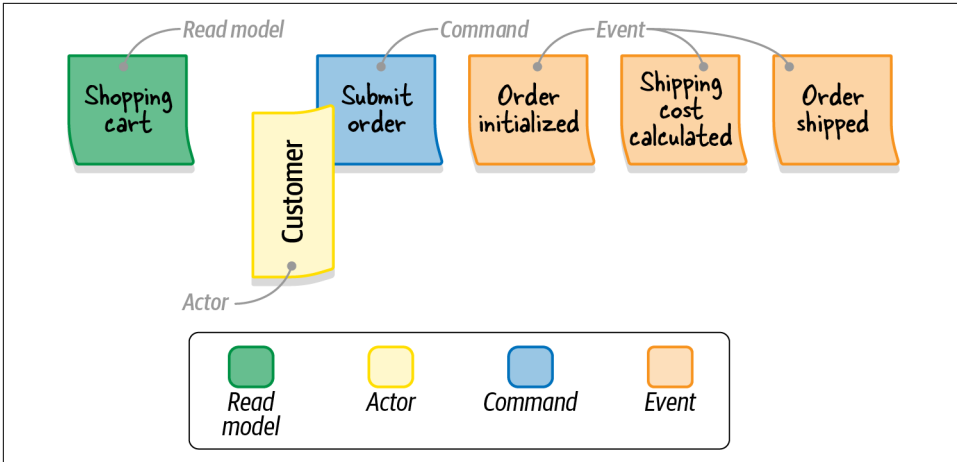 Read model
Command
Event
Shopping
cart
Submit
order
Order
initialized
Shipping
cost
calculated
Order
shipped
Customer
Actor
Read
model
Actor
Command
Event